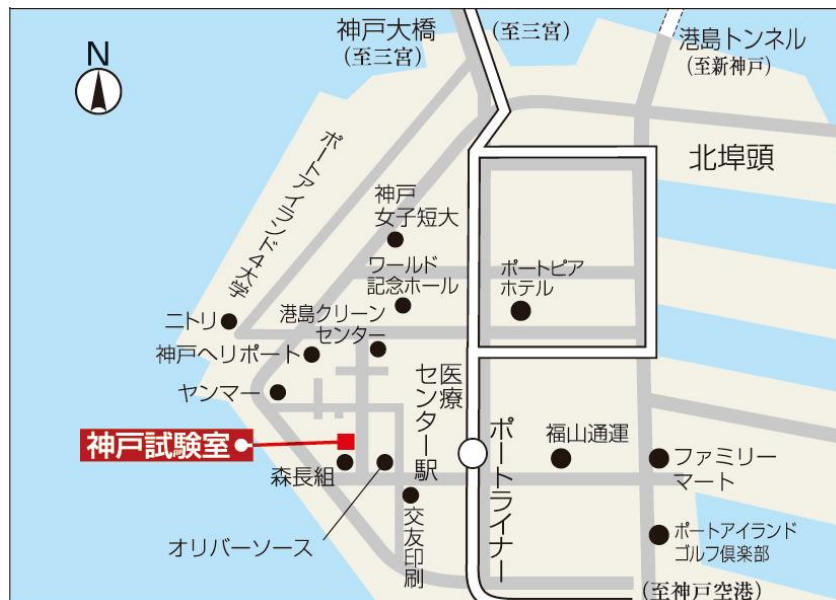 神戸大橋
(至三宮)
(至三宮)
港島トンネル
(至新神戸)
N
北埠頭
ポートアイランド4大学
神戸
女子短大
ワールド
記念ホール
ポートピア
ホテル
ニトリ
港島クリーン
センター
神戸ヘリポート
ヤンマー
医療
センター駅
ポートライナー
福山通運
ファミリー
マート
神戸試験室
森長組
オリバーソース
交友印刷
ポートアイランド
ゴルフ倶楽部
(至神戸空港)